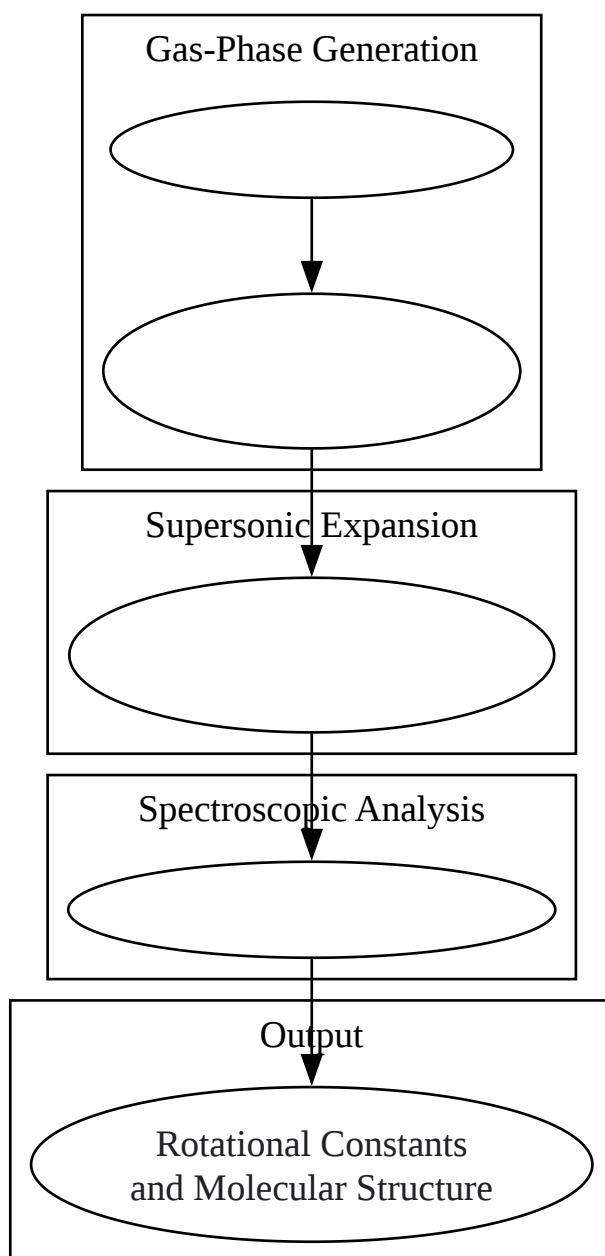 Gas-Phase Generation
Supersonic Expansion
Spectroscopic Analysis
Output
Rotational Constants
and Molecular Structure